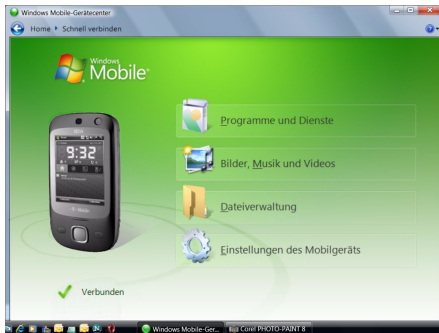 Windows Mobile-Gerätecenter
Home Schnell verbinden
Windows
Mobile
Programme und Dienste
9:32
Bilder, Musik und Videos
Dateiverwaltung
Einstellungen des Mobilgeräts
Verbunden
Windows Mobile-Ger...
Corel PHOTO-PAINT 8